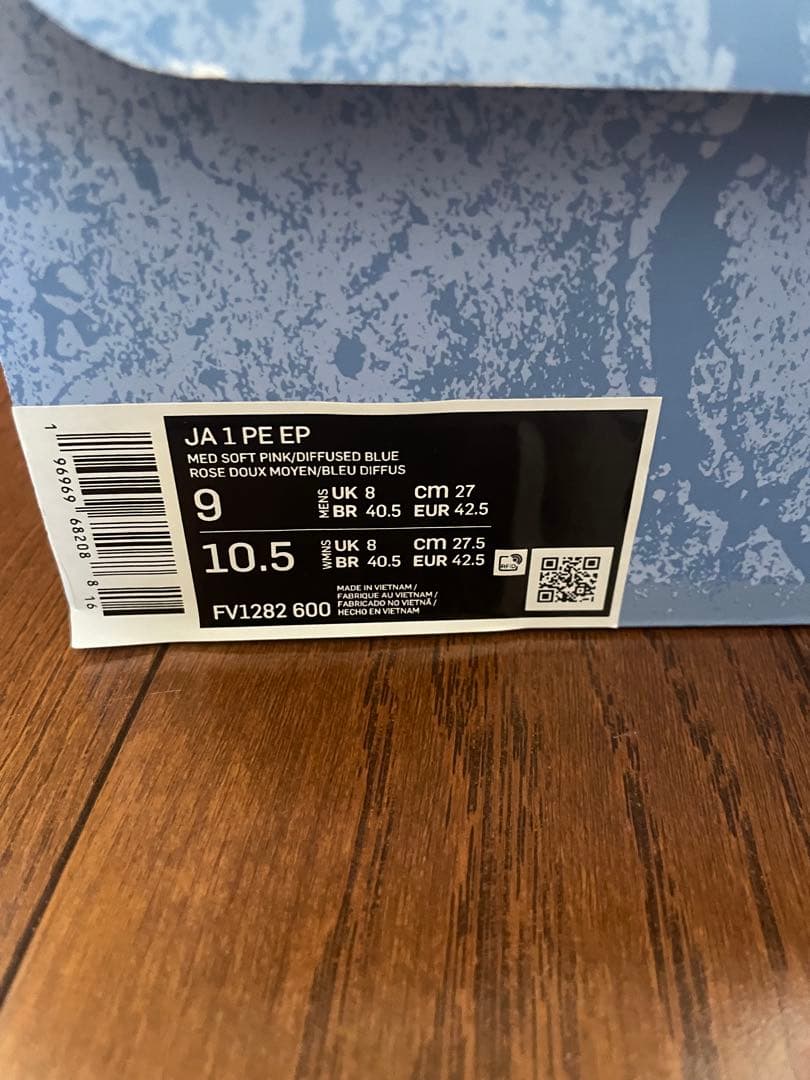 JA 1 PE EP
MED SOFT PINK/DIFFUSED BLUE
ROSE DOUX MOYEN/BLEU DIFFUS
9 MENS UK 8 cm 27
BR 40.5 EUR 42.5
10.5 WMNS UK 8 cm 27.5
BR 40.5 EUR 42.5
RFID
FV1282 600
MADE IN VIETNAM /
FABRIQUE AU VIETNAM /
FABRICADO NO VIETNÃ /
HECHO EN VIETNAM
1 96969 68208 8 16